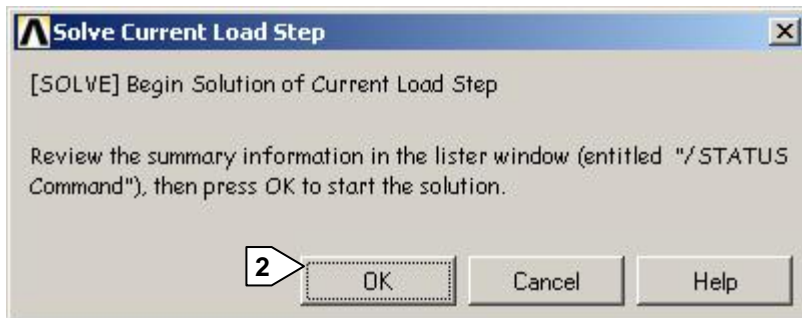 Solve Current Load Step
[SOLVE] Begin Solution of Current Load Step
Review the summary information in the lister window (entitled "/STATUS
Command"), then press OK to start the solution.
2
OK Cancel Help